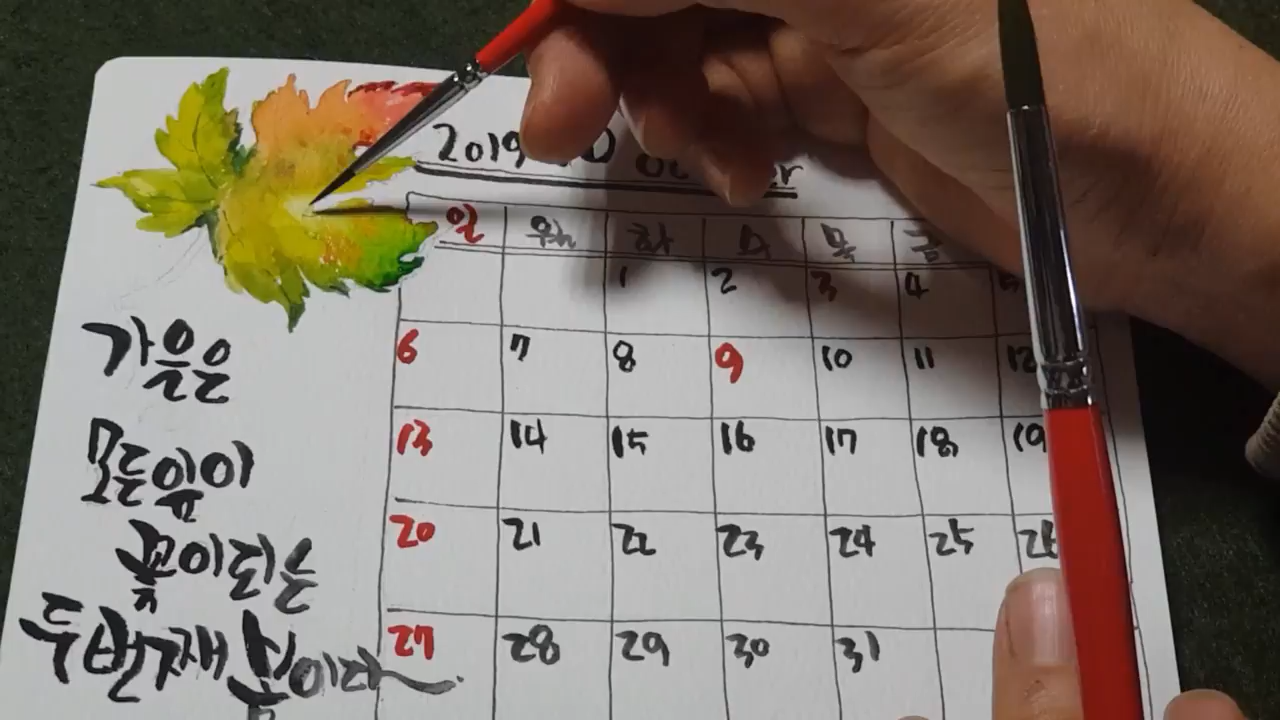 2019
일 월 화 수 목 금
1 2 3 4
6 7 8 9 10 11 12
13 14 15 16 17 18 19
20 21 22 23 24 25 26
27 28 29 30 31
가을은
모든잎이
꽃이되는
두번째봄이다